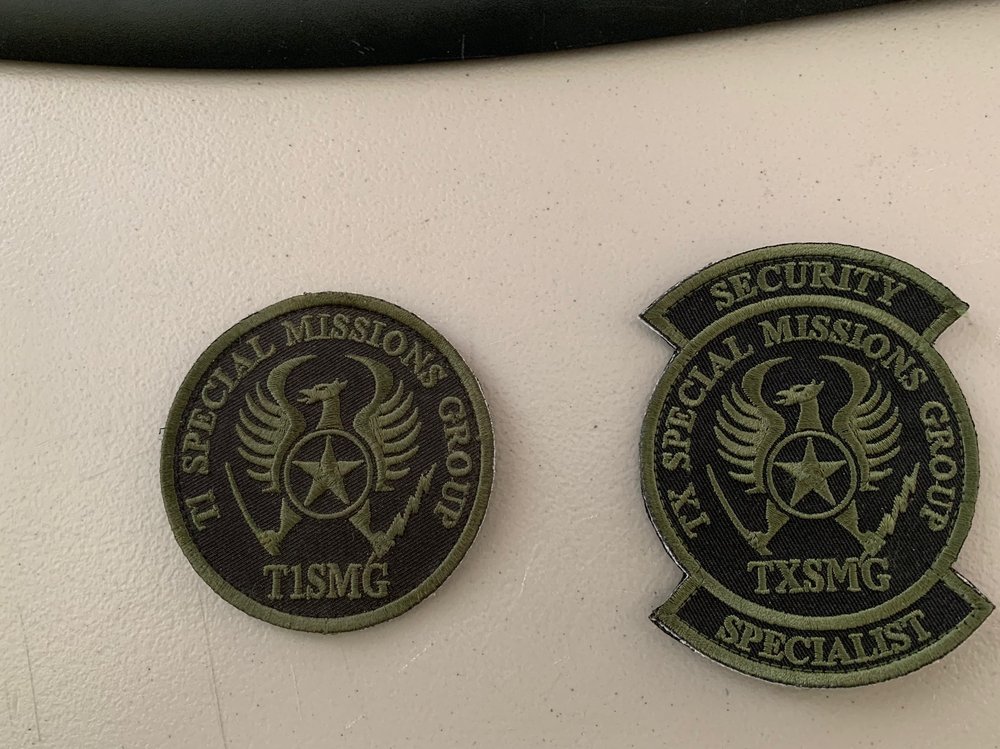 T1 SPECIAL MISSIONS GROUP
T1SMG
SECURITY
TX SPECIAL MISSIONS GROUP
TXSMG
SPECIALIST